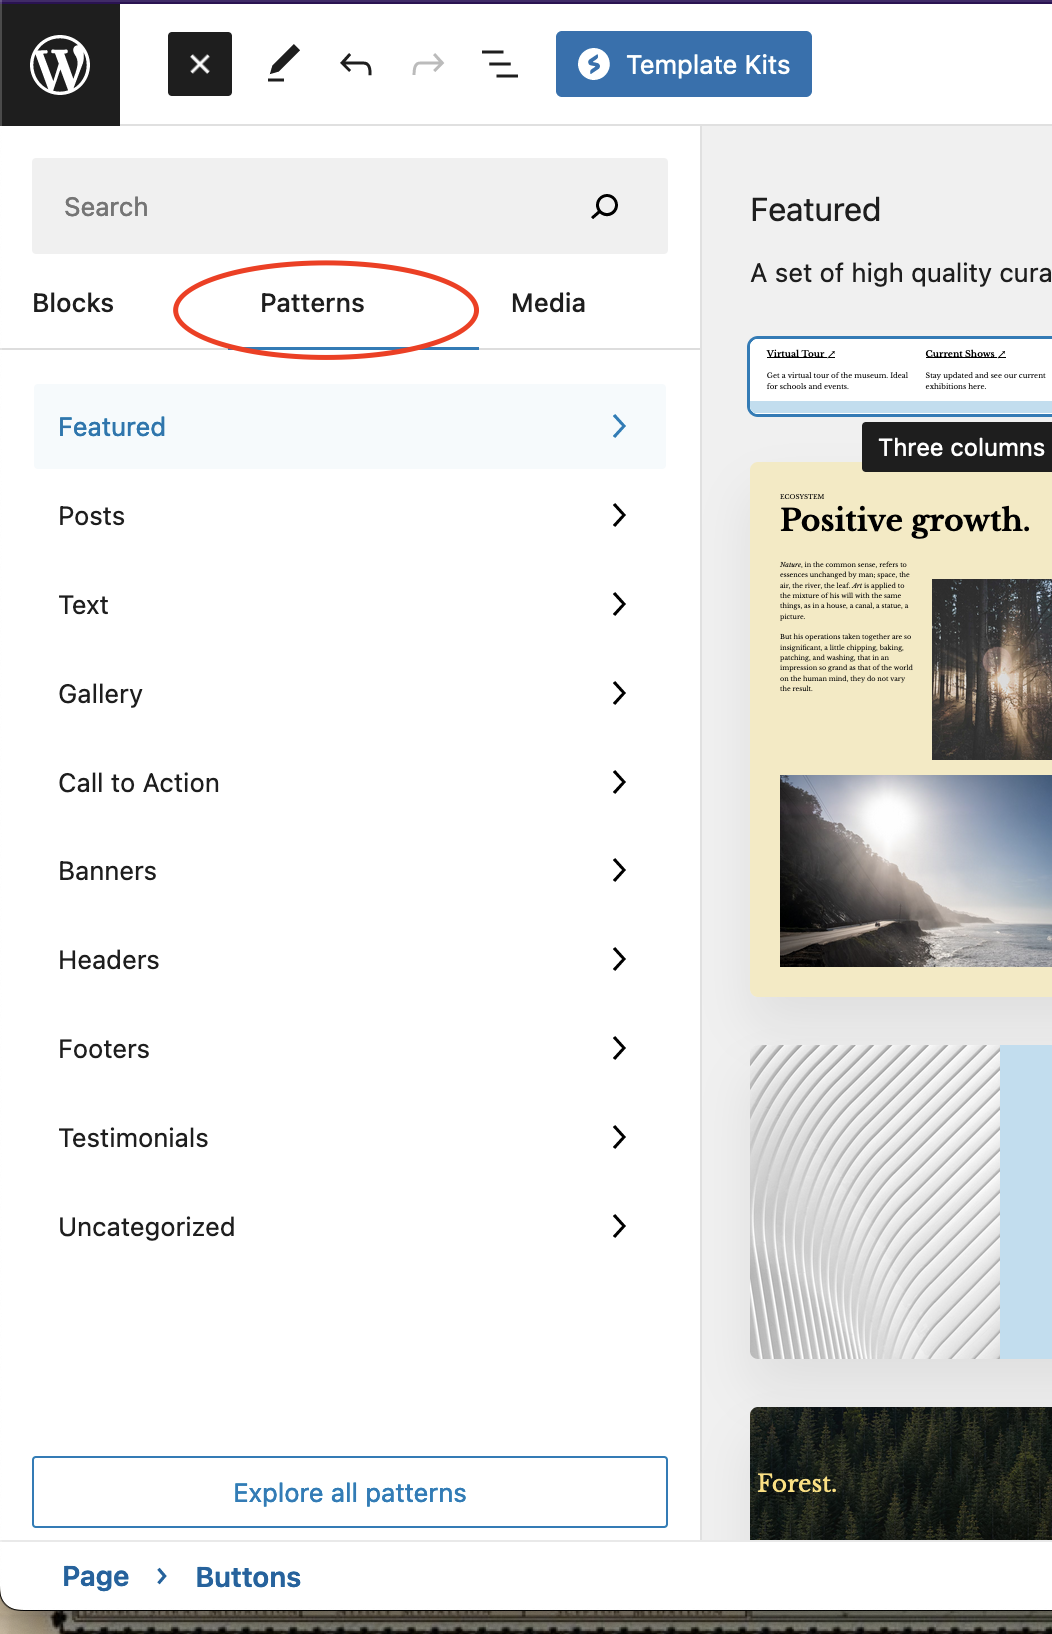 Template Kits
Search
Blocks
Patterns
Media
Featured
Posts
Text
Gallery
Call to Action
Banners
Headers
Footers
Testimonials
Uncategorized
Explore all patterns
Page > Buttons
Featured
A set of high quality cura
Virtual Tour ↗
Get a virtual tour of the museum. Ideal
for schools and events.
Current Shows ↗
Stay updated and see our current
exhibitions here.
Three columns
ECOSYSTEM
Positive growth.
Nature, in the common sense, refers to
essences unchanged by man; space, the
air, the river, the leaf. Art is applied to
the mixture of his will with the same
things, as in a house, a canal, a statue, a
picture.
But his operations taken together are so
insignificant, a little chipping, baking,
patching, and washing, that in an
impression so grand as that of the world
on the human mind, they do not vary
the result.
Forest.